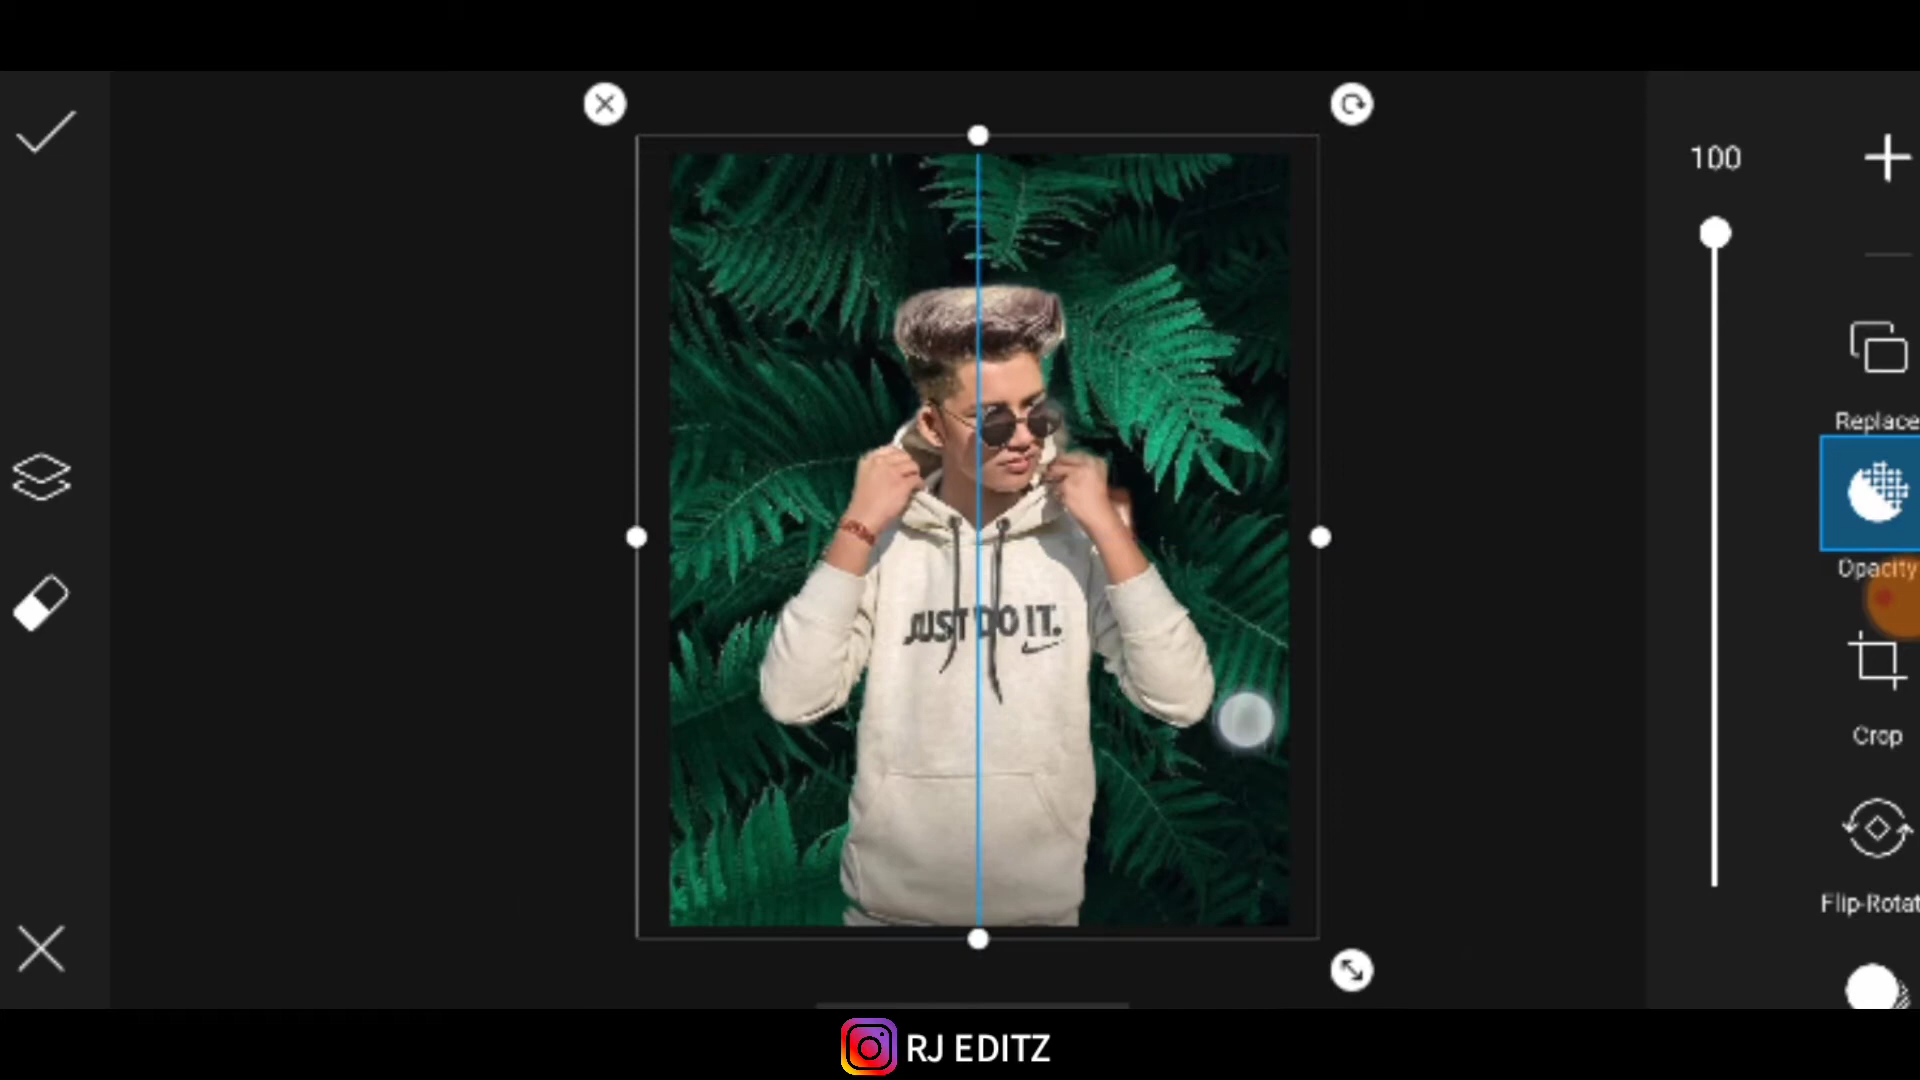 100
Replace
Opacity
JUST DO IT.
Crop
Flip-Rotat
RJ EDITZ